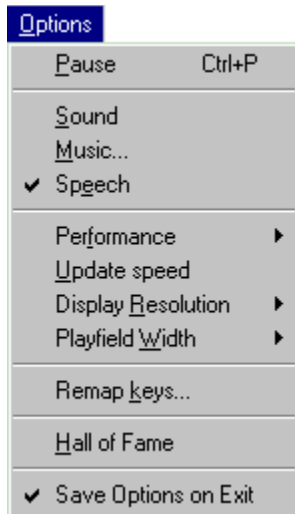 Options
Pause Ctrl+P
Sound
Music...
Speech
Performance
Update speed
Display Resolution
Playfield Width
Remap keys...
Hall of Fame
Save Options on Exit